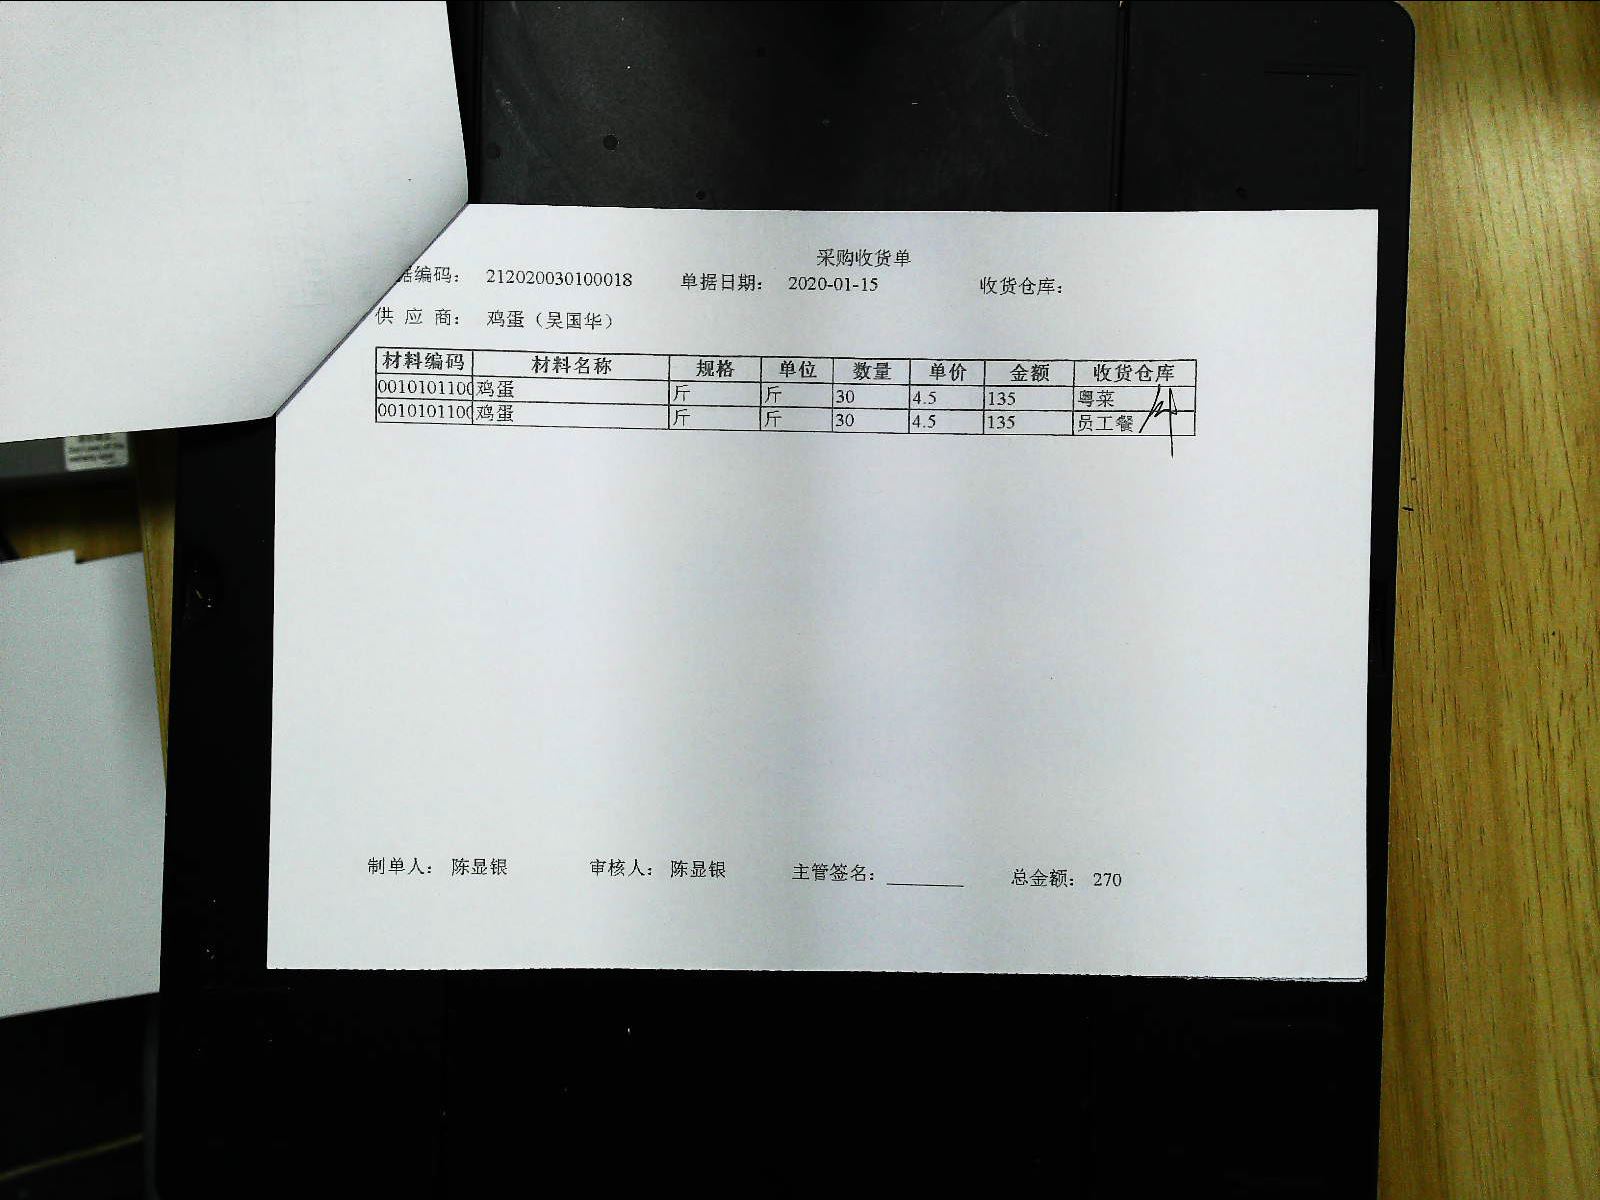 采购收货单
据编码： 212020030100018 单据日期： 2020-01-15 收货仓库：
供 应 商： 鸡蛋（吴国华）
材料编码 材料名称 规格 单位 数量 单价 金额 收货仓库
0010101100 鸡蛋 斤 斤 30 4.5 135 粤菜
0010101100 鸡蛋 斤 斤 30 4.5 135 员工餐
制单人： 陈显银 审核人： 陈显银 主管签名： 总金额： 270